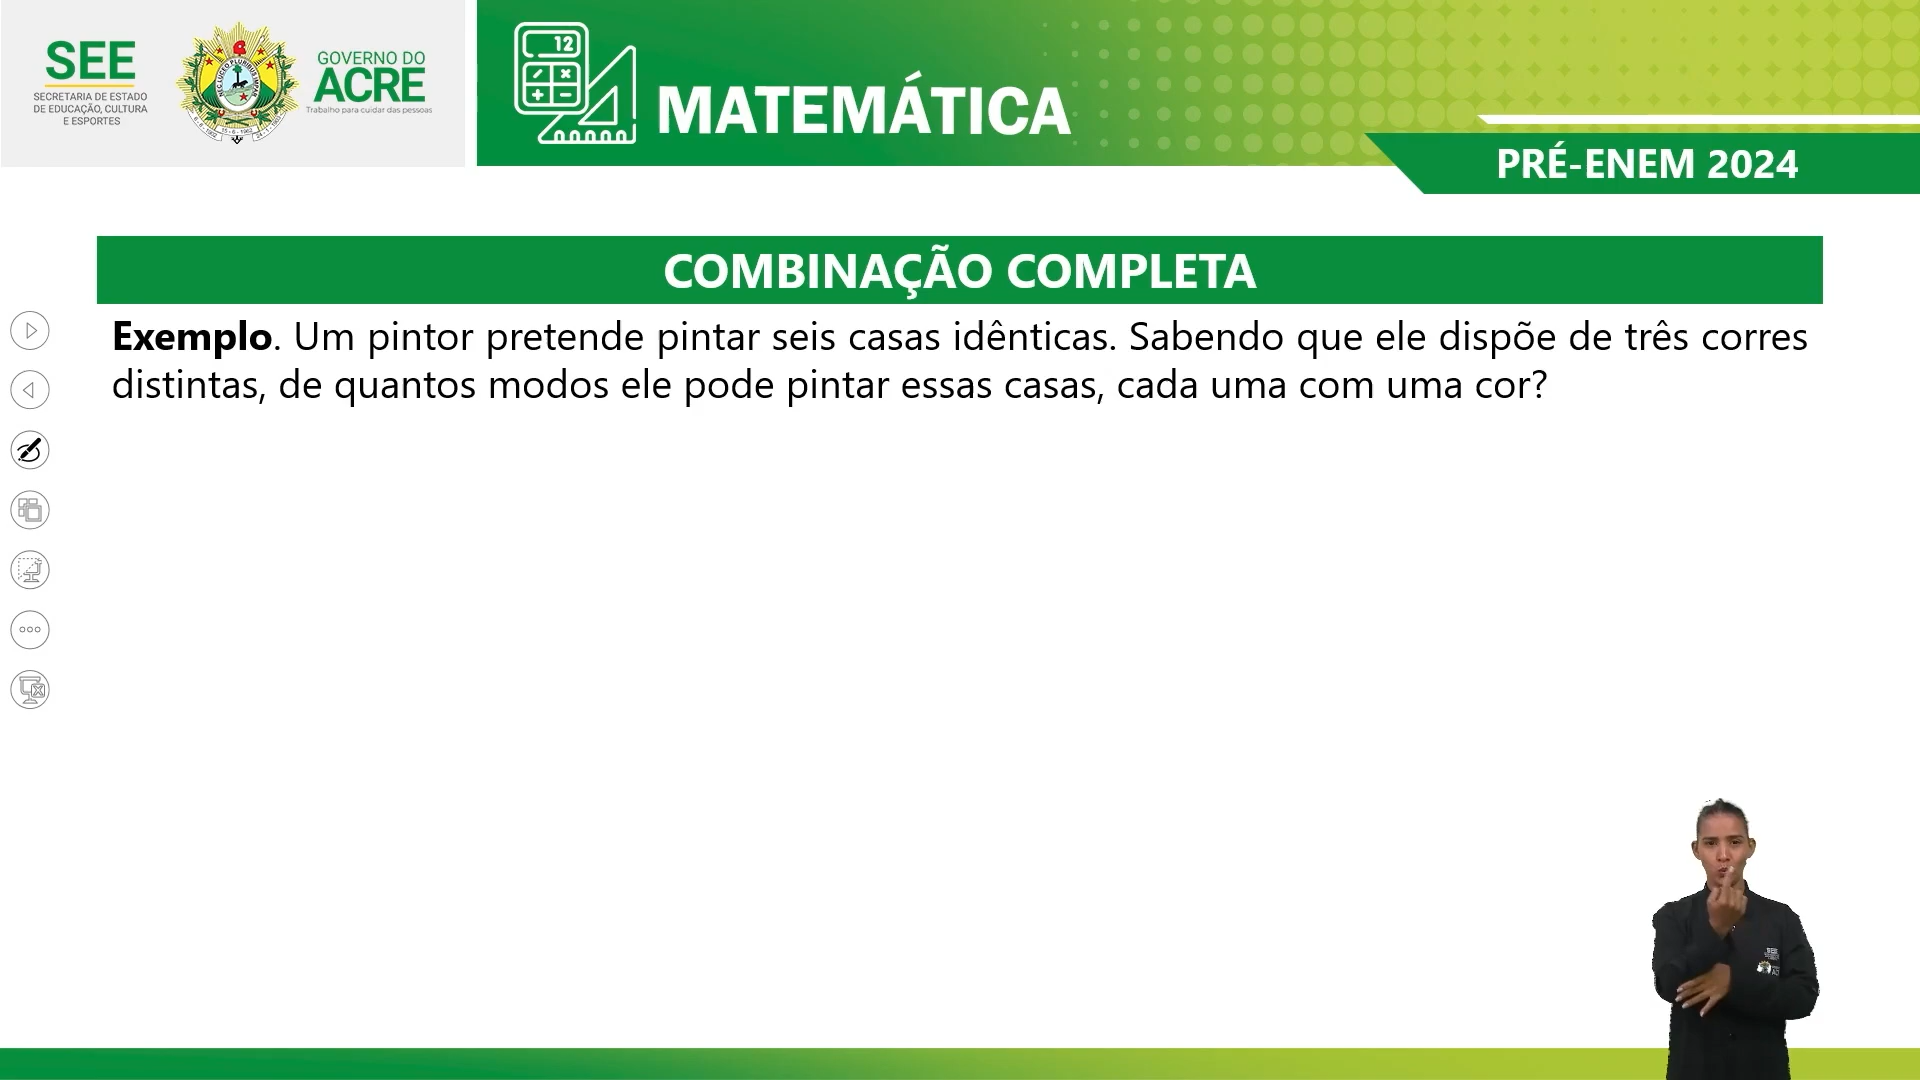 SEE
SECRETARIA DE ESTADO
DE EDUCAÇÃO, CULTURA
E ESPORTES
GOVERNO DO
ACRE
Trabalho para cuidar das pessoas
12
MATEMÁTICA
PRÉ-ENEM 2024
COMBINAÇÃO COMPLETA
Exemplo. Um pintor pretende pintar seis casas idênticas. Sabendo que ele dispõe de três corres
distintas, de quantos modos ele pode pintar essas casas, cada uma com uma cor?